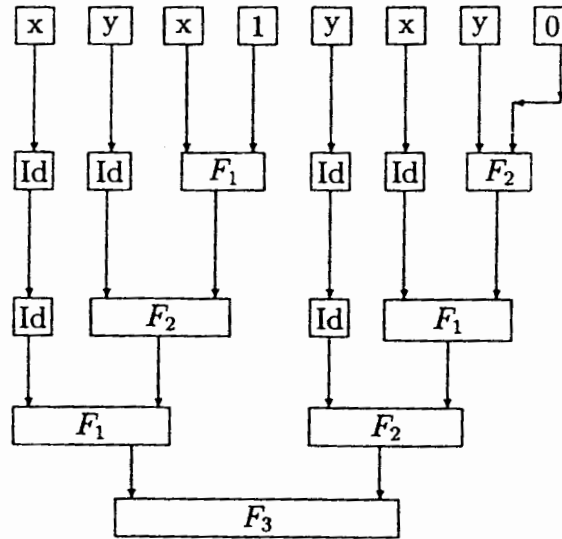 x y x 1 y x y 0
Id Id F₁ Id Id F₂
Id F₂ Id F₁
F₁ F₂
F₃